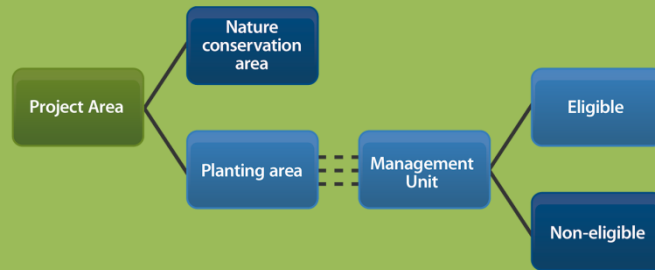 Nature
conservation
area
Project Area
Planting area
Management
Unit
Eligible
Non-eligible